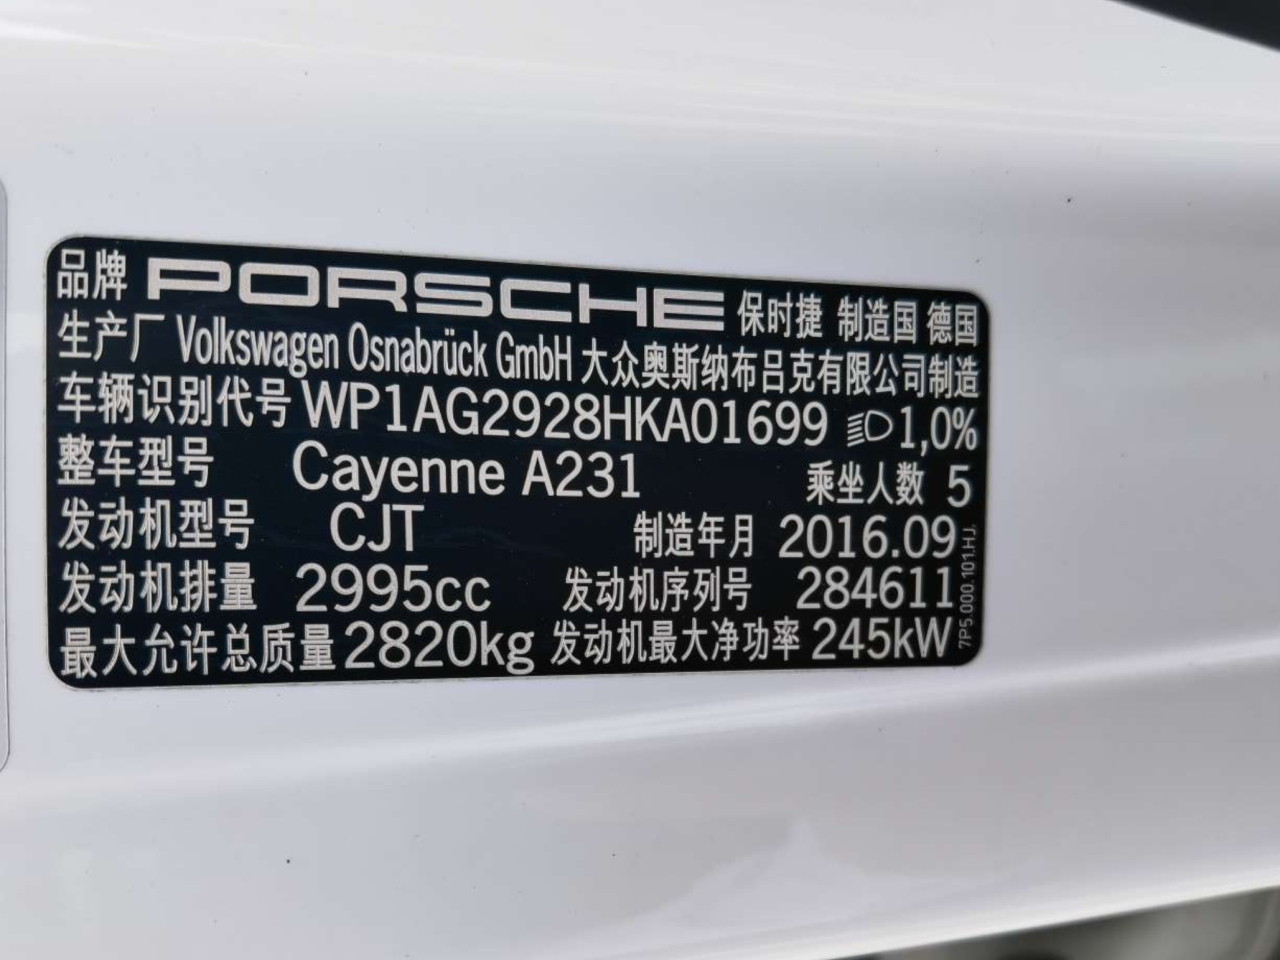 品牌 PORSCHE 保时捷 制造国 德国
生产厂 Volkswagen Osnabrück GmbH 大众奥斯纳布吕克有限公司制造
车辆识别代号 WP1AG2928HKA01699 1,0%
整车型号 Cayenne A231 乘坐人数 5
发动机型号 CJT 制造年月 2016.09
发动机排量 2995cc 发动机序列号 284611
最大允许总质量 2820kg 发动机最大净功率 245kW
7P5.000.101.HJ.